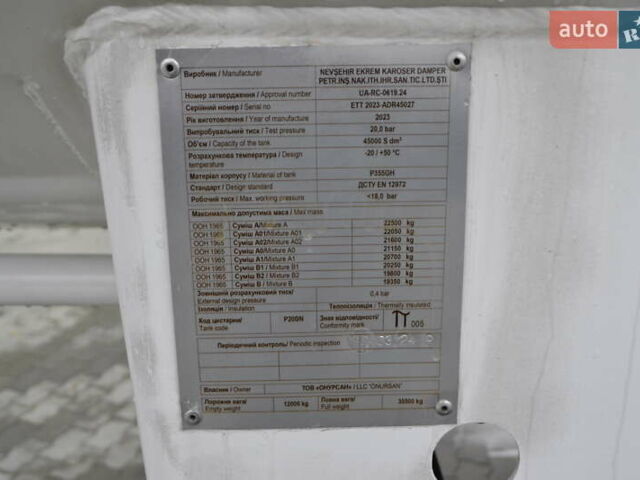 auto
Виробник / Manufacturer NEVŞEHIR EKREM KAROSER DAMPER
PETR.INŞ.NAK.ITH.IHR.SAN.TIC LTD.ŞTI
Номер затвердження / Approval number UA-RC-0619.24
Серійний номер / Serial no ETT 2023-ADR45027
Рік виготовлення / Year of manufacture 2023
Випробувальний тиск / Test pressure 20,0 bar
Об'єм / Capacity of the tank 45000 S dm³
Розрахункова температура / Design temperature -20 / +50 °C
Матеріал корпусу / Material of tank P355GH
Стандарт / Design standard ДСТУ EN 12972
Робочий тиск / Max. working pressure <18,0 bar
Максимально допустима маса / Max mass
ООН 1965 Суміш A/Mixture A 22500 kg
ООН 1965 Суміш A01/Mixture A01 22050 kg
ООН 1965 Суміш A02/Mixture A02 21600 kg
ООН 1965 Суміш A0/Mixture A0 21150 kg
ООН 1965 Суміш A1/Mixture A1 20700 kg
ООН 1965 Суміш B1 / Mixture B1 20250 kg
ООН 1965 Суміш B2 / Mixture B2 19800 kg
ООН 1965 Суміш B / Mixture B 19350 kg
Зовнішній розрахунковий тиск/
External design pressure 0,4 bar
Ізоляція / Insulation Теплоізоляція / Thermally insulated
Код цистерни/
Tank code P20BN Знак відповідності/
Conformity mark 005
Періодичний контроль/ Periodic inspection
Власник / Owner ТОВ «ОНУРСАН» / LLC "ONURSAN"
Порожня вага/
Empty weight 12000 kg Повна вага/
Full weight